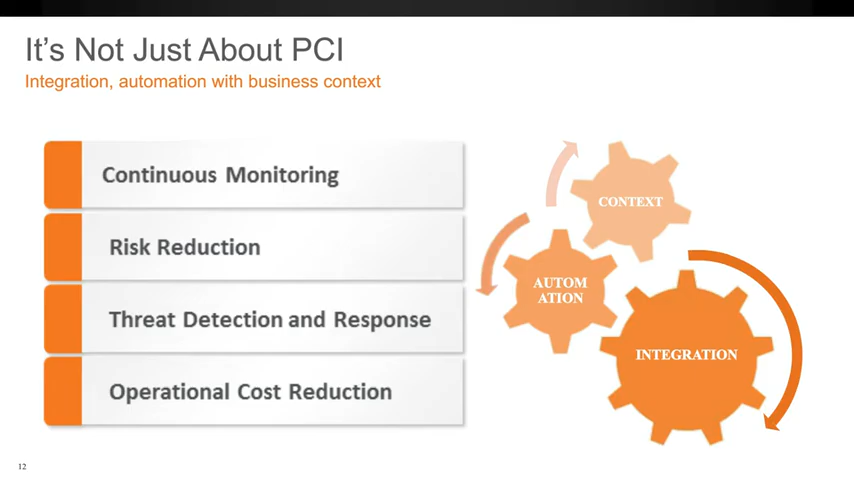 It's Not Just About PCI
Integration, automation with business context
Continuous Monitoring
Risk Reduction
Threat Detection and Response
Operational Cost Reduction
CONTEXT
AUTOM
ATION
INTEGRATION
12